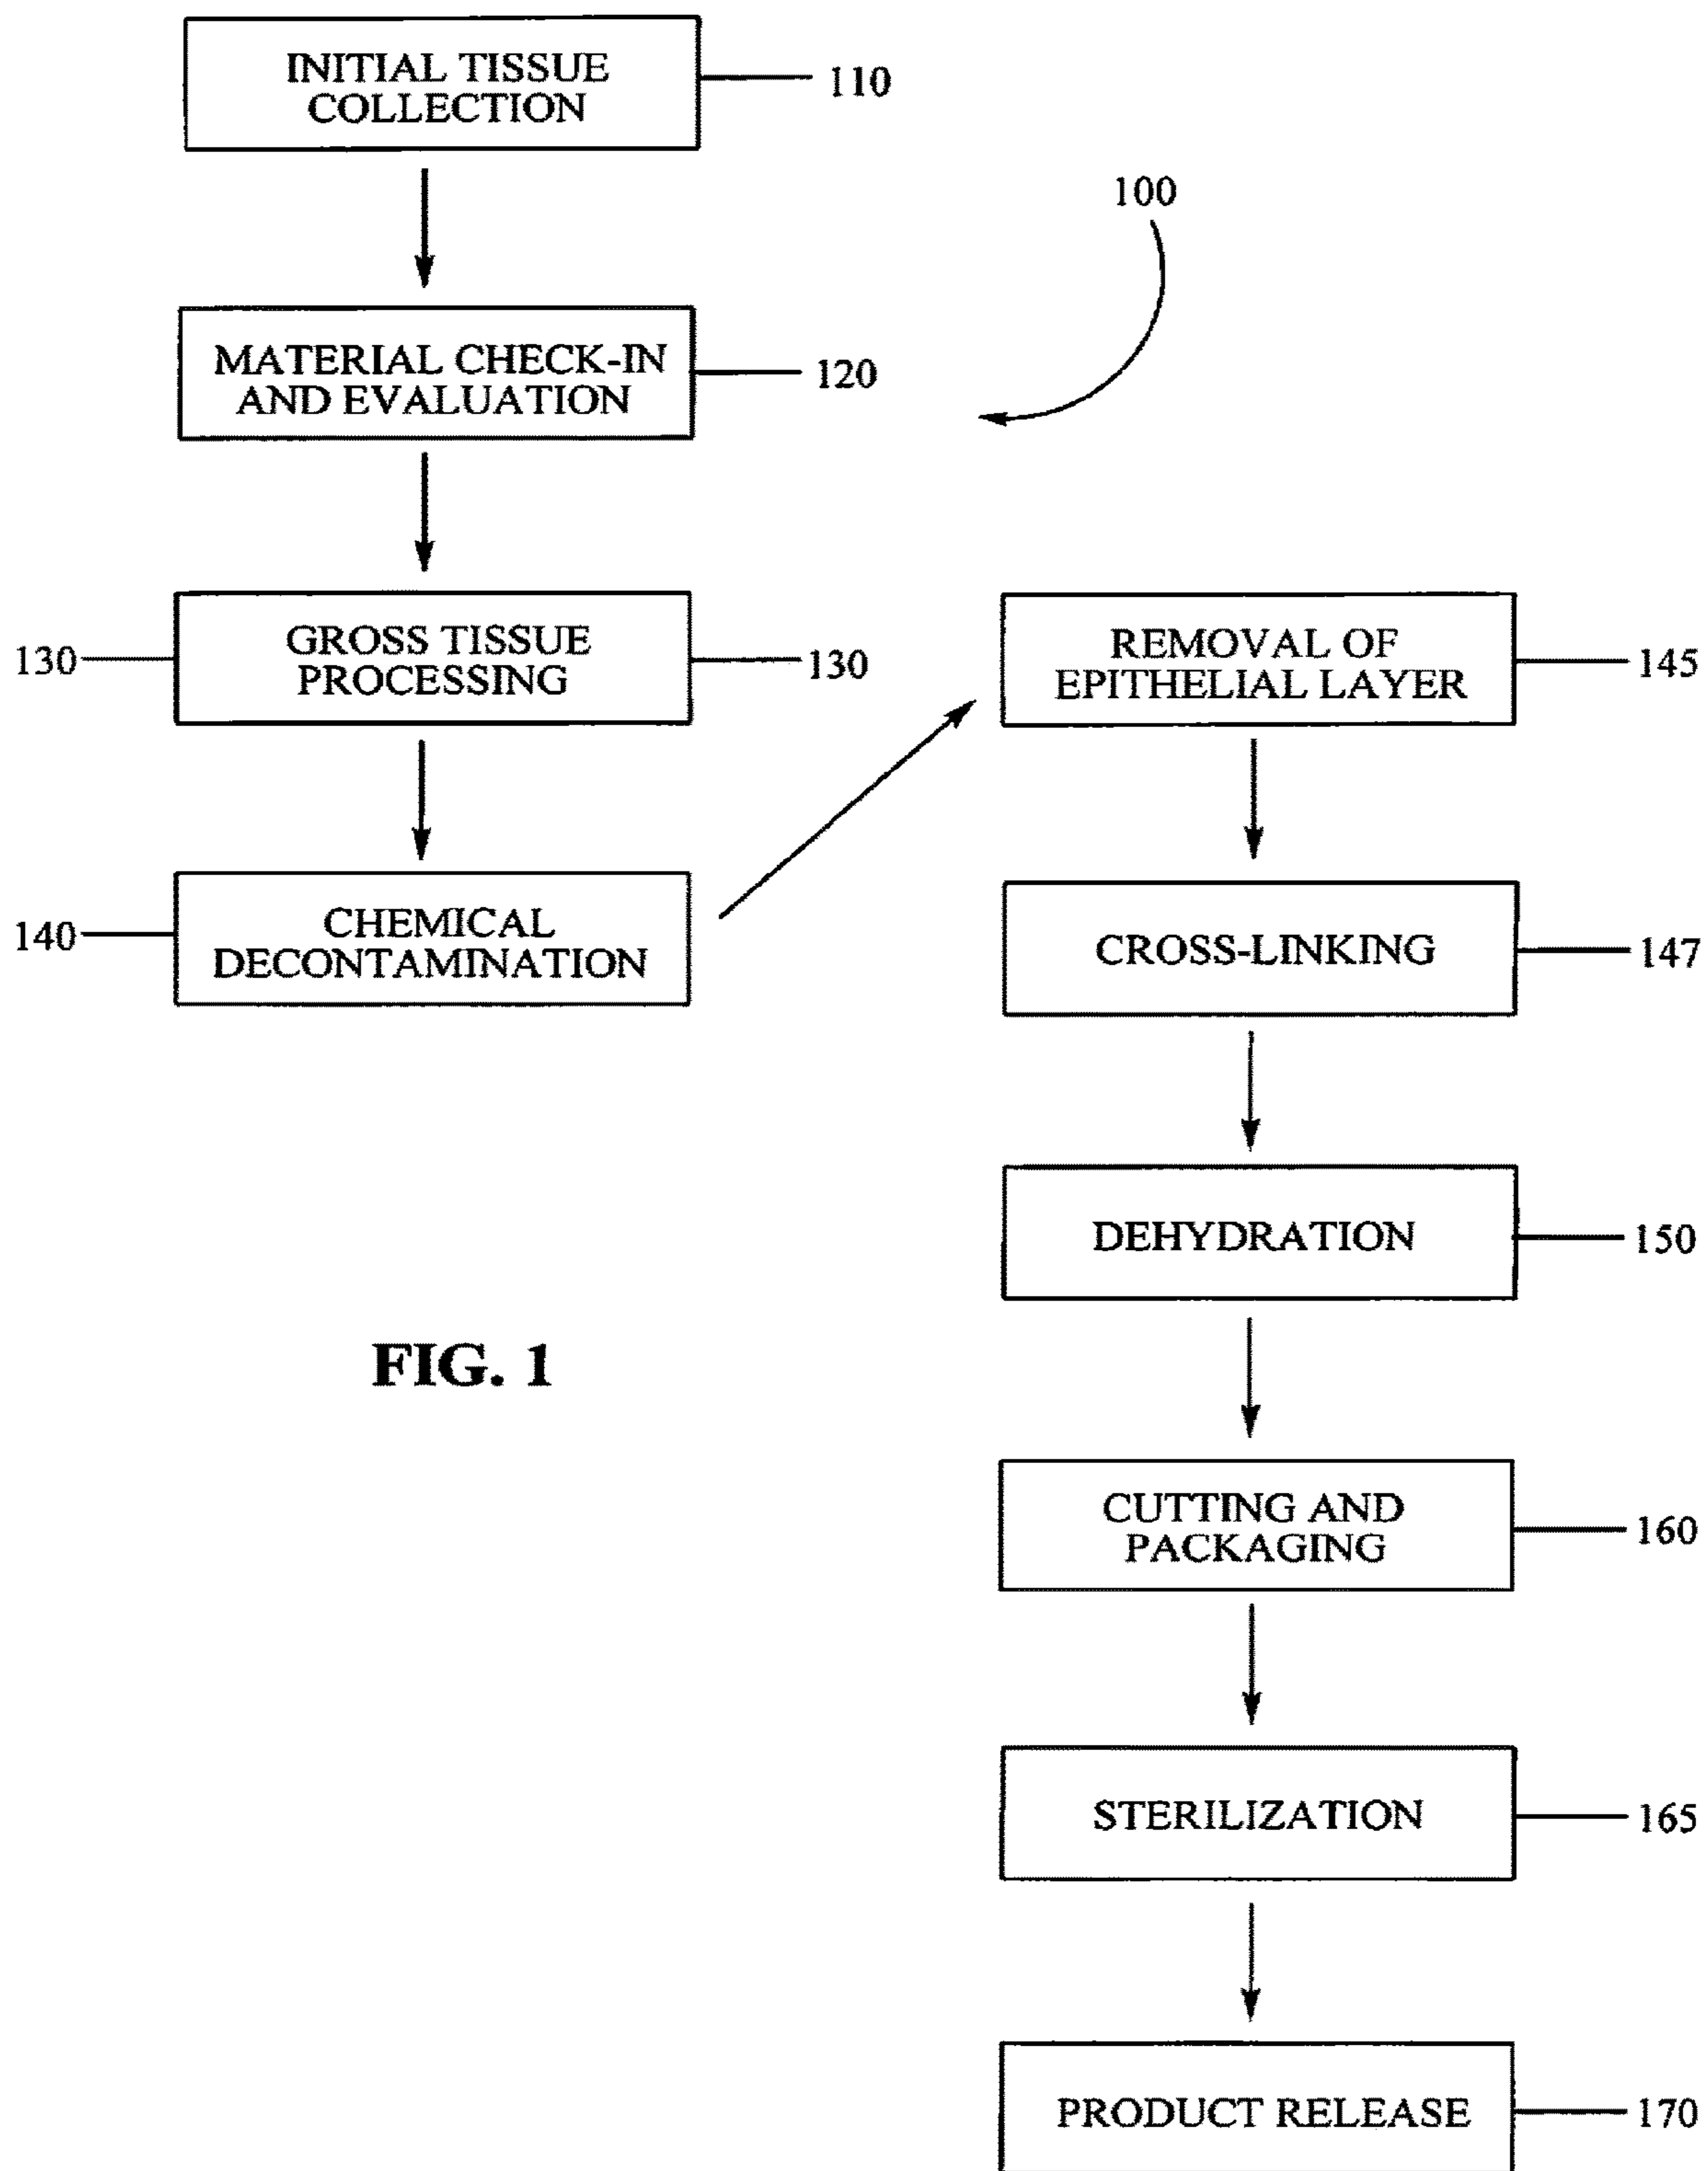 INITIAL TISSUE
COLLECTION
110
100
MATERIAL CHECK-IN
AND EVALUATION
120
130
GROSS TISSUE
PROCESSING
130
140
CHEMICAL
DECONTAMINATION
REMOVAL OF
EPITHELIAL LAYER
145
CROSS-LINKING
147
DEHYDRATION
150
FIG. 1
CUTTING AND
PACKAGING
160
STERILIZATION
165
PRODUCT RELEASE
170